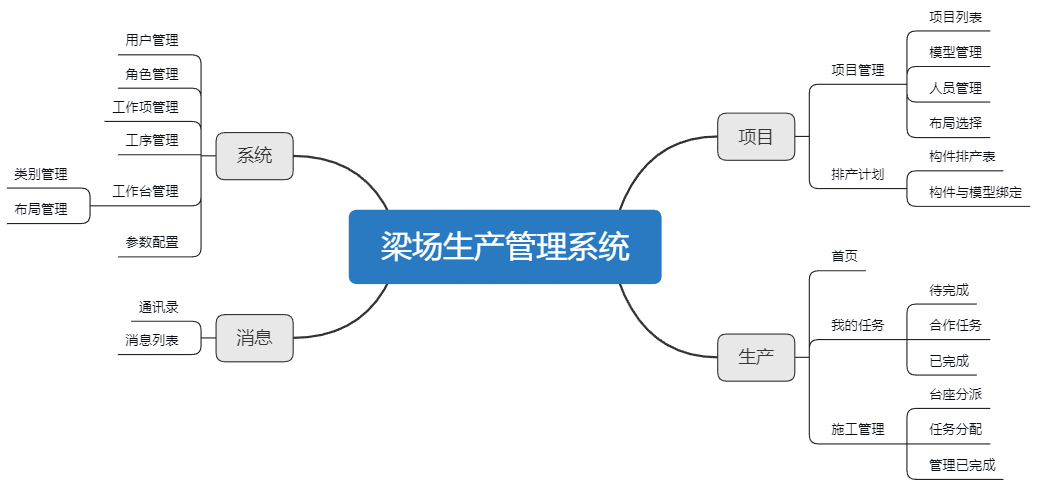 梁场生产管理系统
项目
项目管理
项目列表
模型管理
人员管理
布局选择
排产计划
构件排产表
构件与模型绑定
生产
首页
我的任务
待完成
合作任务
已完成
施工管理
台座分派
任务分配
管理已完成
系统
用户管理
角色管理
工作项管理
工序管理
工作台管理
类别管理
布局管理
参数配置
消息
通讯录
消息列表